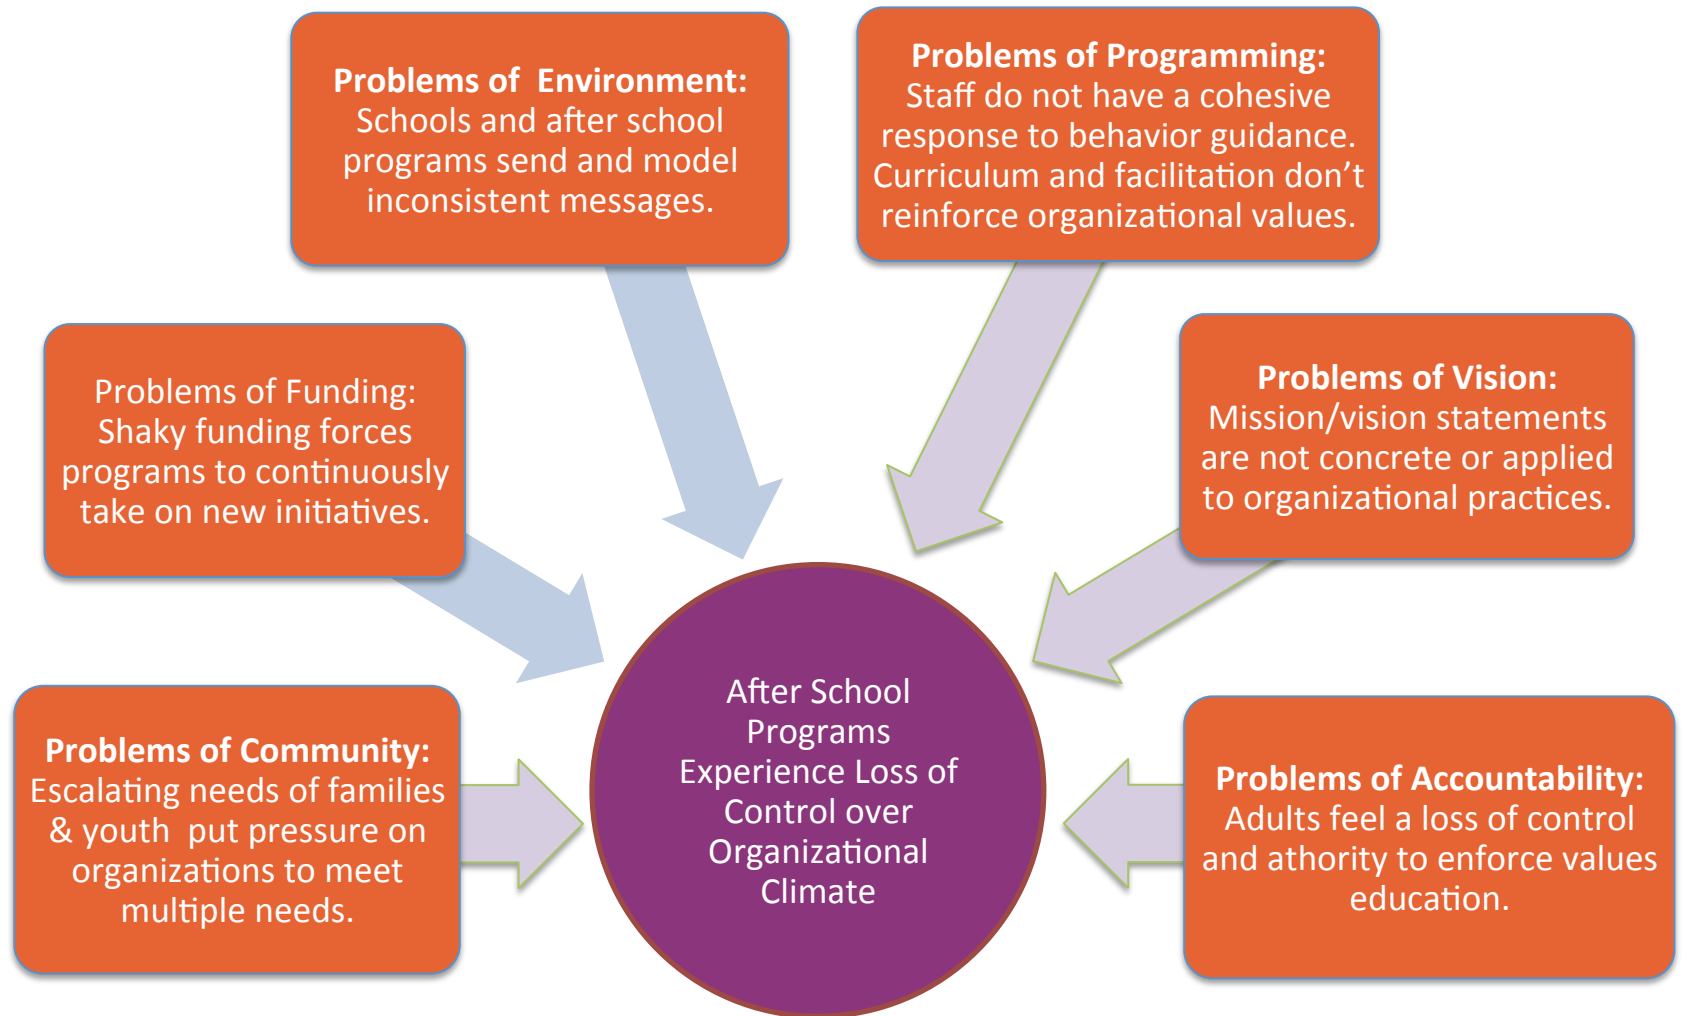 Problems of Environment:
Schools and after school
programs send and model
inconsistent messages.
Problems of Programming:
Staff do not have a cohesive
response to behavior guidance.
Curriculum and facilitation don’t
reinforce organizational values.
Problems of Funding:
Shaky funding forces
programs to continuously
take on new initiatives.
Problems of Vision:
Mission/vision statements
are not concrete or applied
to organizational practices.
Problems of Community:
Escalating needs of families
& youth put pressure on
organizations to meet
multiple needs.
After School
Programs
Experience Loss of
Control over
Organizational
Climate
Problems of Accountability:
Adults feel a loss of control
and athority to enforce values
education.